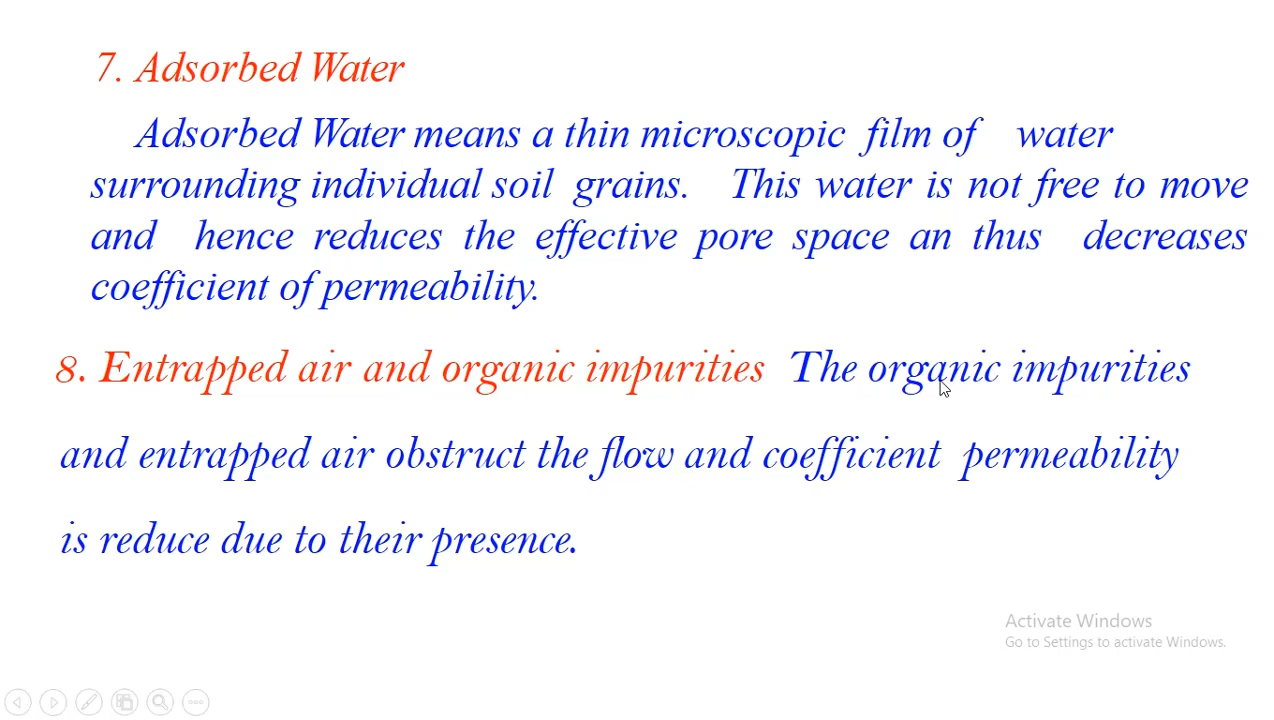 7. Adsorbed Water
Adsorbed Water means a thin microscopic film of water
surrounding individual soil grains. This water is not free to move
and hence reduces the effective pore space an thus decreases
coefficient of permeability.
8. Entrapped air and organic impurities The organic impurities
and entrapped air obstruct the flow and coefficient permeability
is reduce due to their presence.
Activate Windows
Go to Settings to activate Windows.